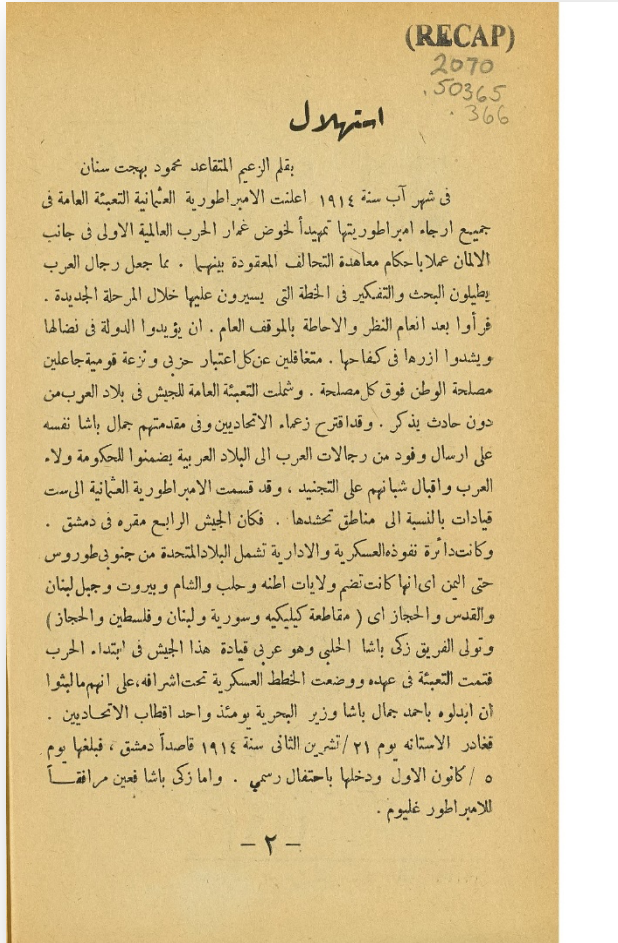 (RECAP)
2070
.50365
.366
استهلال
بقلم الزعيم المتقاعد محمود بهجت سنان
فى شهر آب سنة ١٩١٤ اعلنت الامبراطورية العثمانية التعبئة العامة فى
جميع ارجاء امبراطوريتها تمهيداً لخوض غمار الحرب العالمية الاولى فى جانب
الالمان عملا باحكام معاهدة التحالف المعقودة بينهما . مما جعل رجال العرب
يطيلون البحث والتفكير فى الخطة التى يسيرون عليها خلال المرحلة الجديدة .
فرأوا بعد انعام النظر والاحاطة بالموقف العام . ان يؤيدوا الدولة فى نضالها
ويشدوا ازرها فى كفاحها . متغافلين عن كل اعتبار حزبى ونزعة قومية جاعلين
مصلحة الوطن فوق كل مصلحة . وشملت التعبئة العامة للجيش فى بلاد العرب من
دون حادث يذكر . وقد اقترح زعماء الاتحاديين وفى مقدمتهم جمال باشا نفسه
على ارسال وفود من رجالات العرب الى البلاد العربية يضمنوا للحكومة ولاء
العرب واقبال شبانهم على التجنيد ، وقد قسمت الامبراطورية العثمانية الى ست
قيادات بالنسبة الى مناطق تحشدها . فكان الجيش الرابع مقره فى دمشق .
وكانت دائرة نفوذه العسكرية والادارية تشمل البلاد المتحدة من جنوبى طوروس
حتى اليمن اى انها كانت تضم ولايات اطنه وحلب والشام وبيروت وجبل لبنان
والقدس والحجاز اى ( مقاطعة كيليكيه وسورية ولبنان وفلسطين والحجاز )
وتولى الفريق زكى باشا الحلبى وهو عربى قيادة هذا الجيش فى ابتداء الحرب
فتمت التعبئة فى عهده ووضعت الخطط العسكرية تحت اشرافه،على انهم ما لبثوا
ان ابدلوه باحمد جمال باشا وزير البحرية يومئذ واحد اقطاب الاتحاديين .
فغادر الاستانه يوم ٢١ /تشرين الثانى سنة ١٩١٤ قاصداً دمشق ، فبلغها يوم
٥ /كانون الاول ودخلها باحتفال رسمي . واما زكى باشا فعين مرافقـــاً
للامبراطور غليوم .
— ٢ —